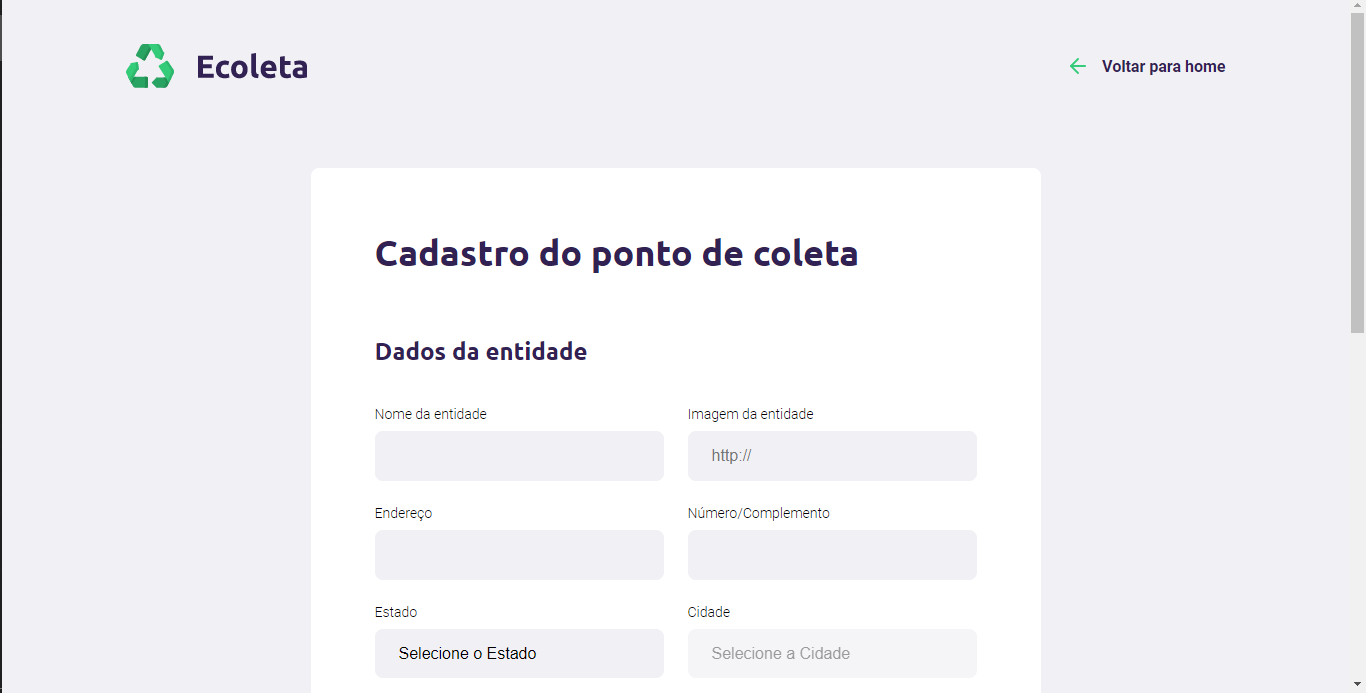 Ecoleta
Voltar para home
Cadastro do ponto de coleta
Dados da entidade
Nome da entidade
Imagem da entidade
http://
Endereço
Número/Complemento
Estado
Cidade
Selecione o Estado
Selecione a Cidade